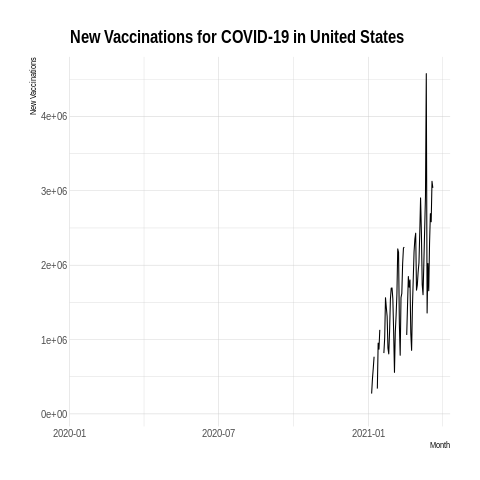 New Vaccinations for COVID-19 in United States
New Vaccinations
4e+06
3e+06
2e+06
1e+06
0e+00
2020-01
2020-07
2021-01
Month